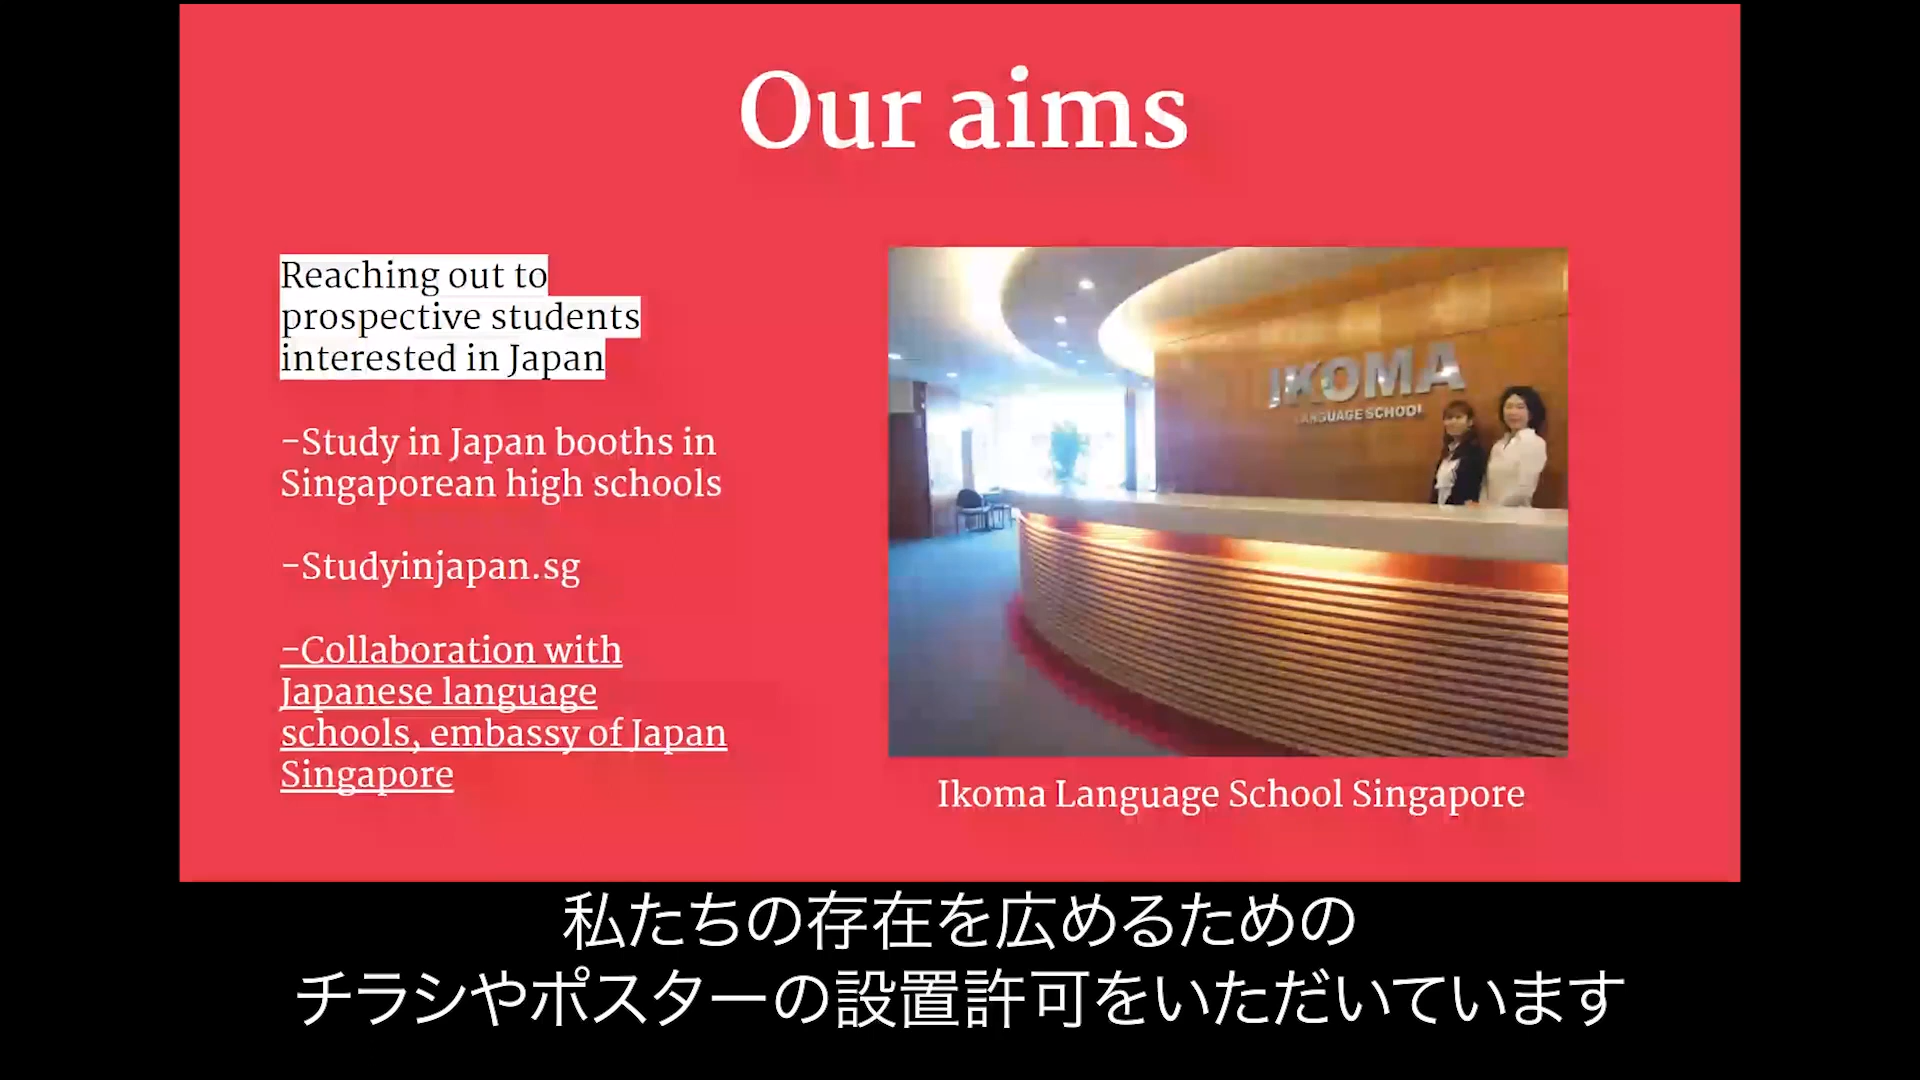 Our aims
Reaching out to
prospective students
interested in Japan
-Study in Japan booths in
Singaporean high schools
-Studyinjapan.sg
-Collaboration with
Japanese language
schools, embassy of Japan
Singapore
IKOMA
LANGUAGE SCHOOL
Ikoma Language School Singapore
私たちの存在を広めるための
チラシやポスターの設置許可をいただいています